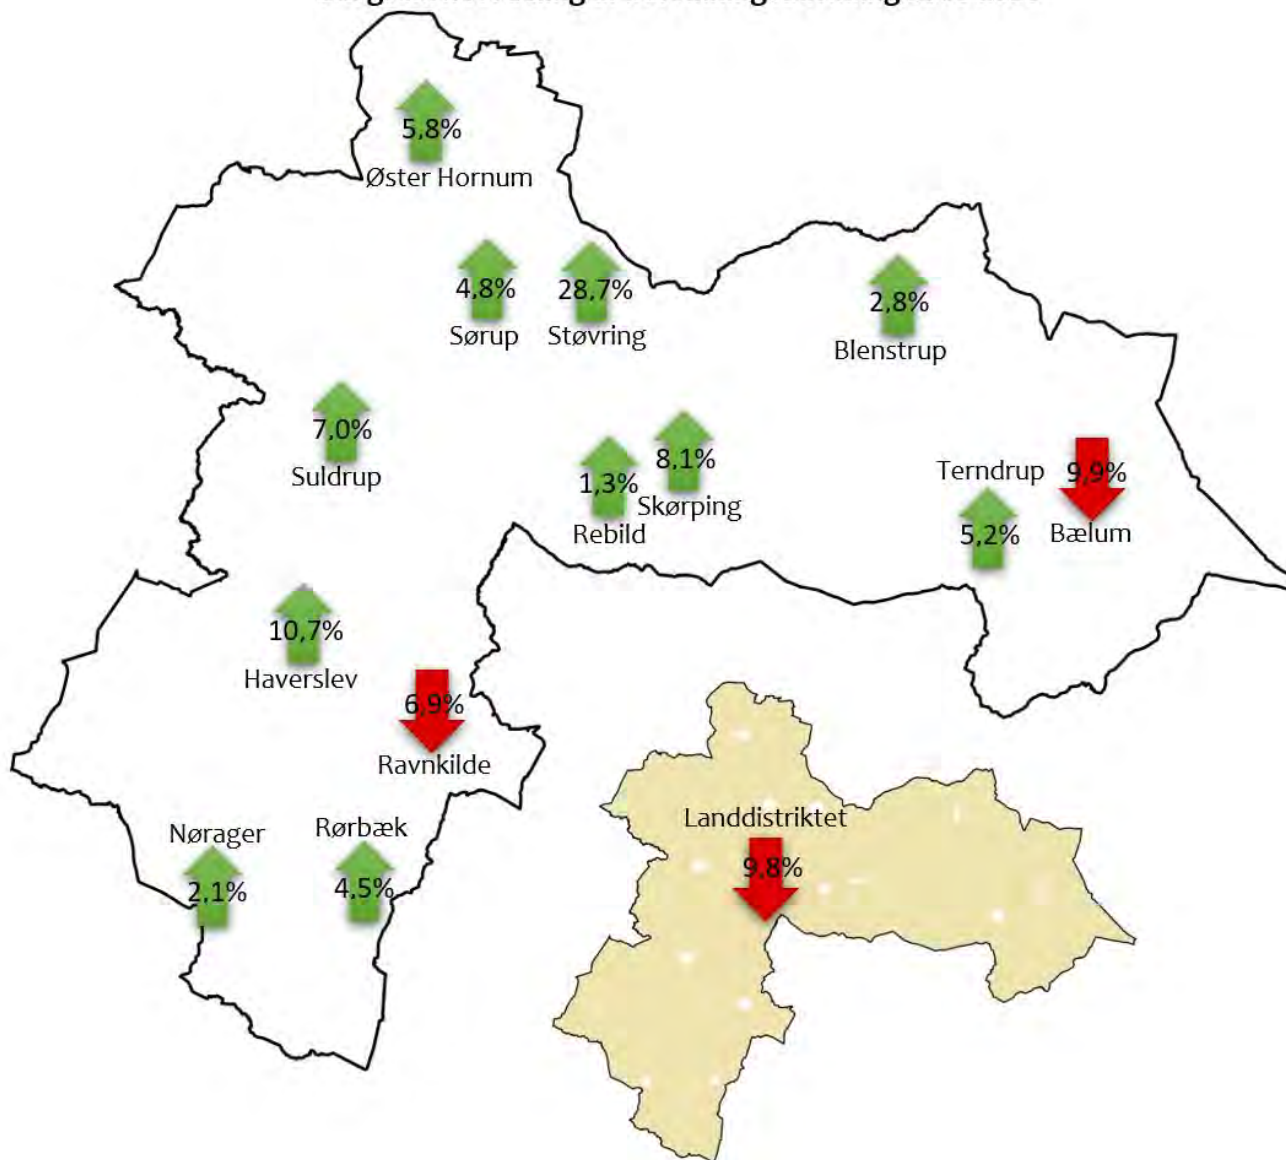 5,8%
Øster Hornum
4,8%
Sørup
28,7%
Støvring
2,8%
Blenstrup
7,0%
Suldrup
1,3%
Rebild
8,1%
Skørping
Terndrup
5,2%
9,9%
Bælum
10,7%
Haverslev
6,9%
Ravnkilde
Nørager
2,1%
Rørbæk
4,5%
Landdistriktet
9,8%